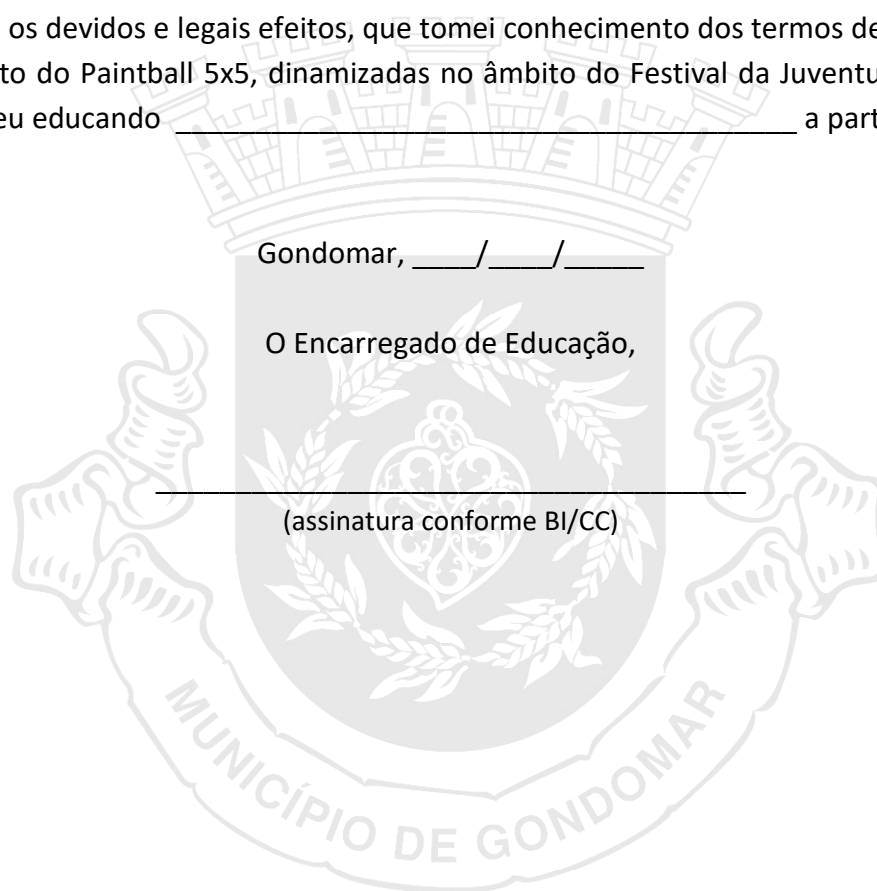 os devidos e legais efeitos, que tomei conhecimento dos termos de
to do Paintball 5x5, dinamizadas no âmbito do Festival da Juventu
eu educando _______________________________________ a part
Gondomar, ____/____/_____
O Encarregado de Educação,
_____________________________________
(assinatura conforme BI/CC)
MUNICÍPIO DE GONDOMAR